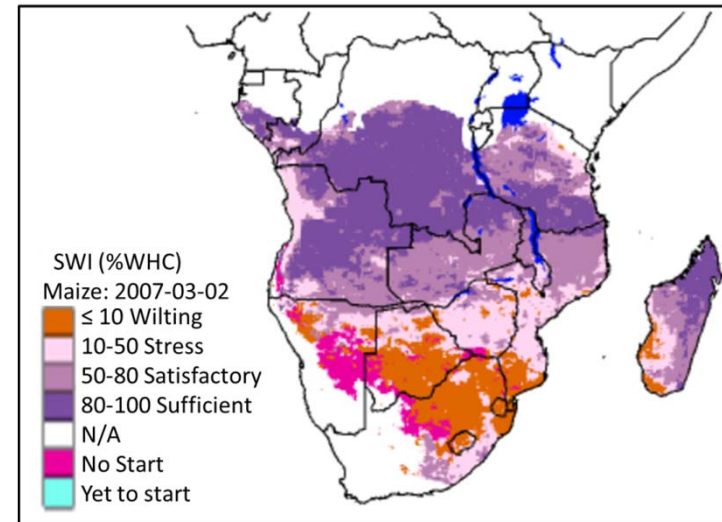 SWI (%WHC)
Maize: 2007-03-02
≤ 10 Wilting
10-50 Stress
50-80 Satisfactory
80-100 Sufficient
N/A
No Start
Yet to start